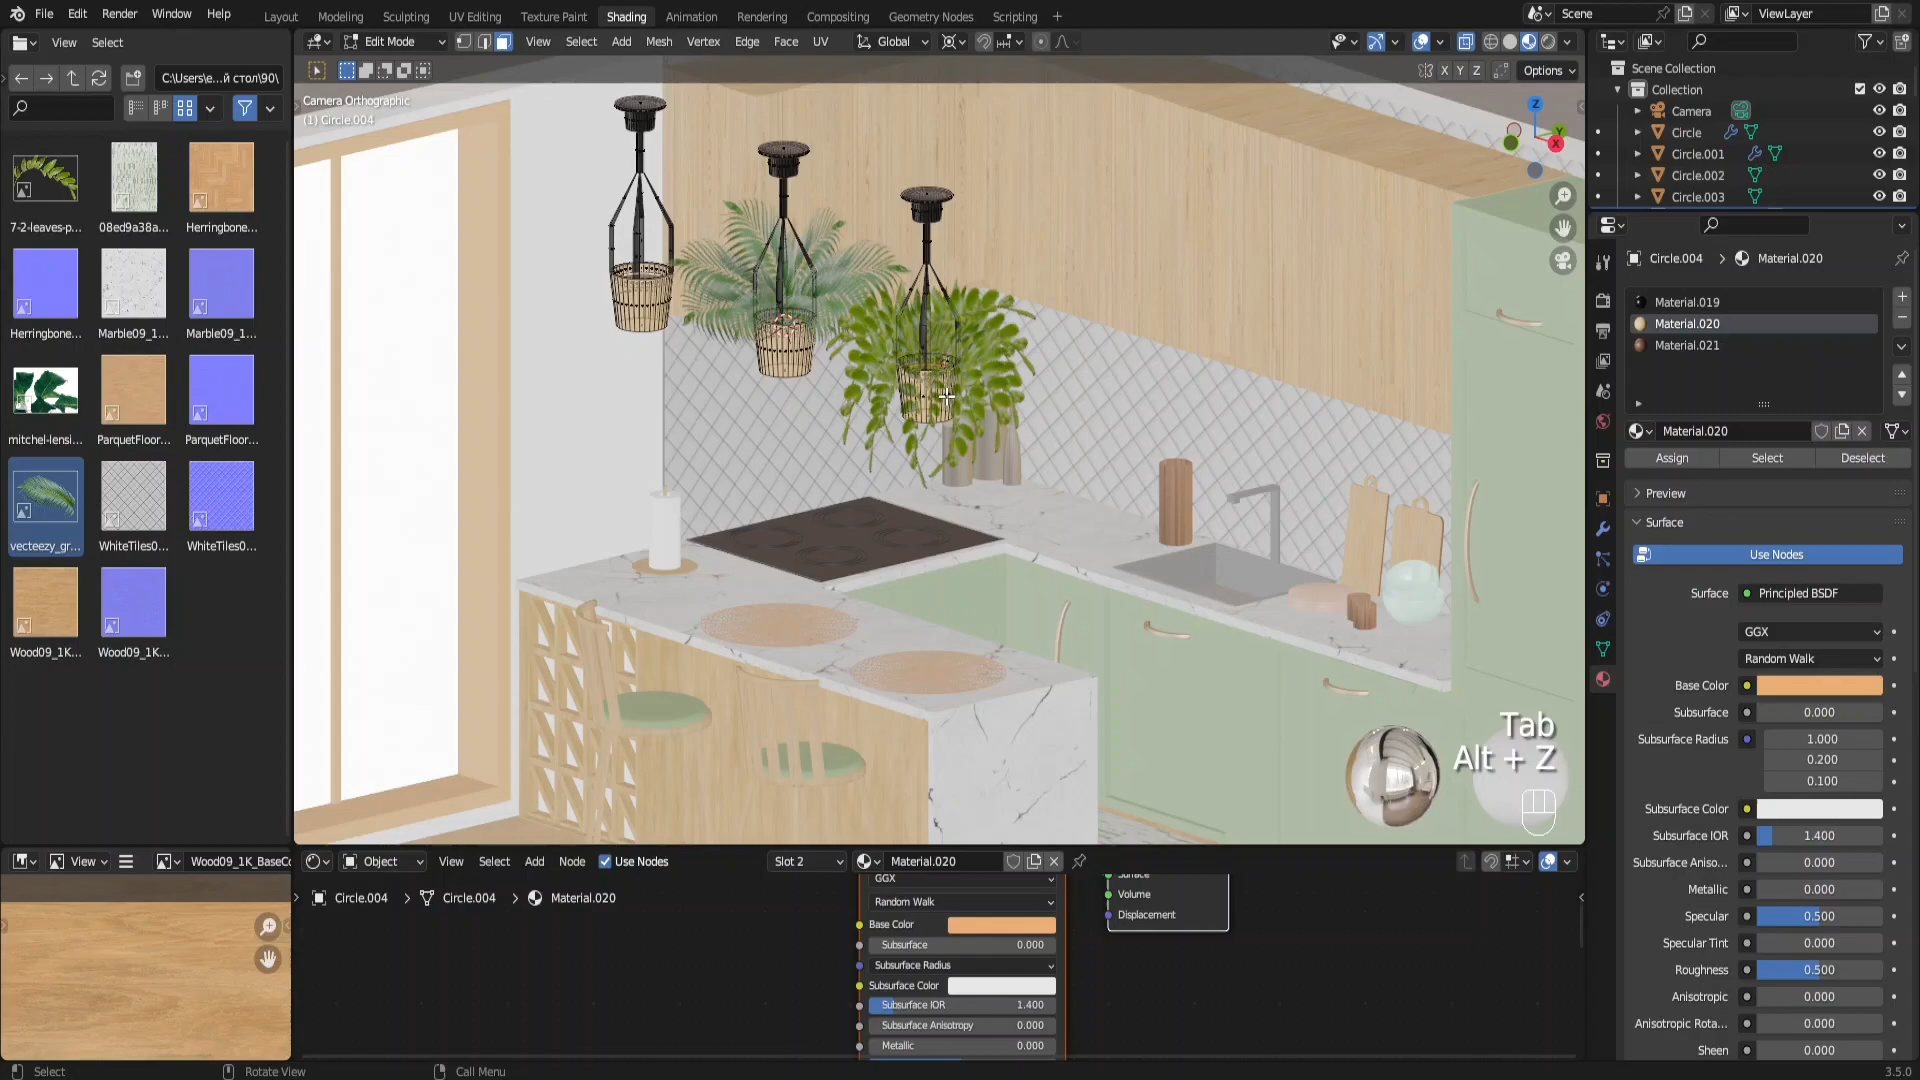 File Edit Render Window Help
Layout Modeling Sculpting UV Editing Texture Paint Shading Animation Rendering Compositing Geometry Nodes Scripting +
Scene
ViewLayer
View Select
Edit Mode
View Select Add Mesh Vertex Edge Face UV
Global
C:\Users\e...й стол\90\
X Y Z
Options
Camera Orthographic
(1) Circle.004
Scene Collection
Collection
Camera
Circle
Circle.001
Circle.002
Circle.003
7-2-leaves-p...
08ed9a38a...
Herringbone...
Herringbone...
Marble09_1...
Marble09_1...
mitchel-lensi...
ParquetFloor...
ParquetFloor...
vecteezy_gr...
WhiteTiles0...
WhiteTiles0...
Wood09_1K...
Wood09_1K...
Z
Y
X
Circle.004 > Material.020
Material.019
Material.020
Material.021
Material.020
Assign Select Deselect
Preview
Surface
Use Nodes
Surface Principled BSDF
GGX
Random Walk
Base Color
Subsurface 0.000
Subsurface Radius 1.000
0.200
0.100
Subsurface Color
Subsurface IOR 1.400
Subsurface Aniso... 0.000
Metallic 0.000
Specular 0.500
Specular Tint 0.000
Roughness 0.500
Anisotropic 0.000
Anisotropic Rota... 0.000
Sheen 0.000
Tab
Alt + Z
View
Wood09_1K_BaseCo
Object
View Select Add Node Use Nodes
Slot 2
Material.020
Circle.004 > Circle.004 > Material.020
GGX
Random Walk
Base Color
Subsurface 0.000
Subsurface Radius
Subsurface Color
Subsurface IOR 1.400
Subsurface Anisotropy 0.000
Metallic 0.000
Surface
Volume
Displacement
Select
Rotate View
Call Menu
3.5.0